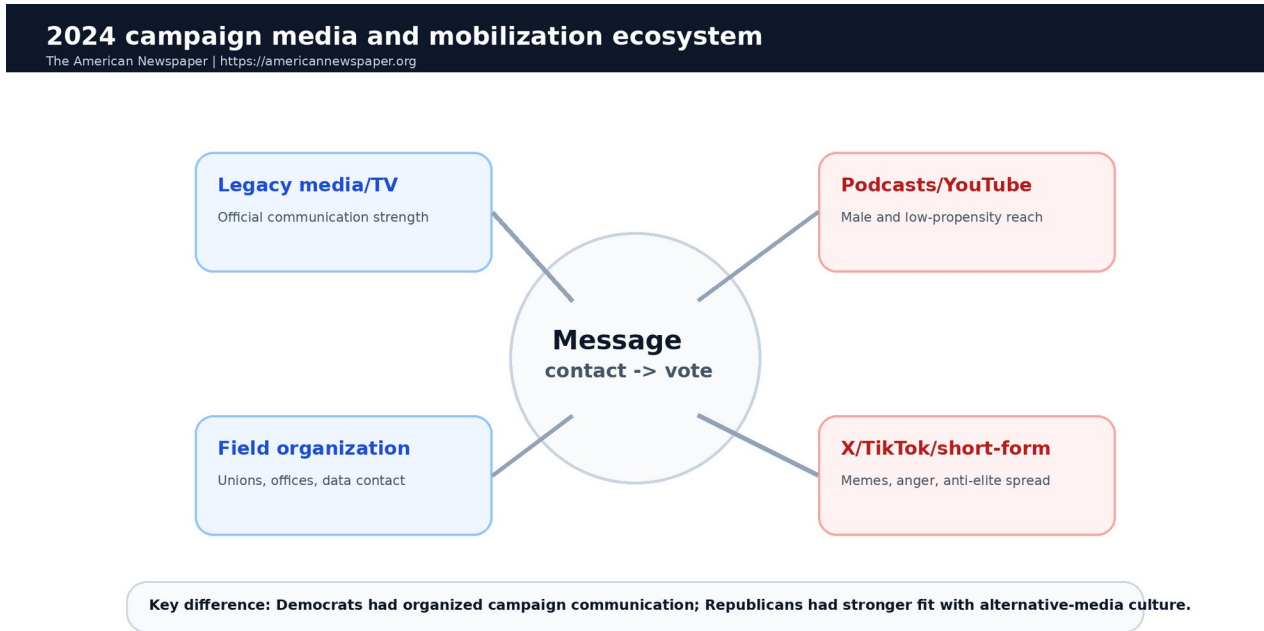 2024 campaign media and mobilization ecosystem
The American Newspaper | https://americannewspaper.org
Legacy media/TV
Official communication strength
Podcasts/YouTube
Male and low-propensity reach
Message
contact -> vote
Field organization
Unions, offices, data contact
X/TikTok/short-form
Memes, anger, anti-elite spread
Key difference: Democrats had organized campaign communication; Republicans had stronger fit with alternative-media culture.